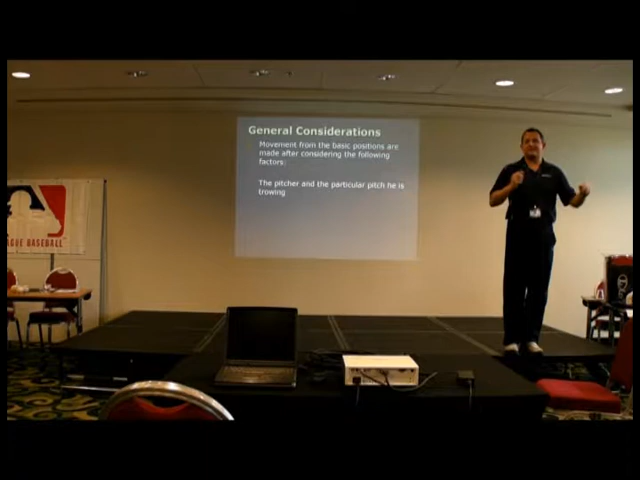 General Considerations
Movement from the basic positions are
made after considering the following
factors:
The pitcher and the particular pitch he is
trowing
AGUE BASEBALL